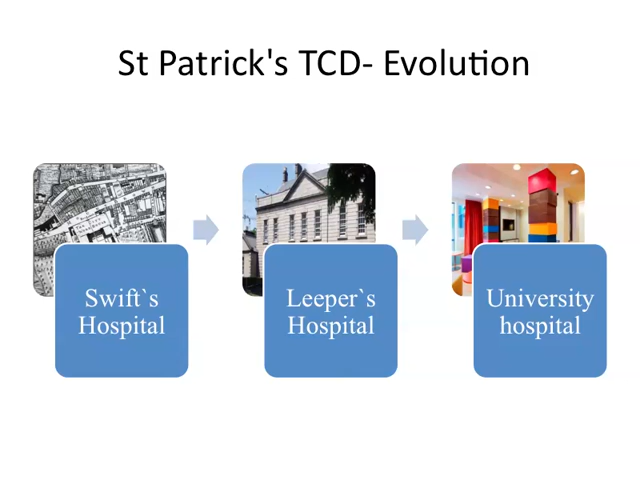 St Patrick's TCD- Evolution
Swift`s
Hospital
Leeper`s
Hospital
University
hospital